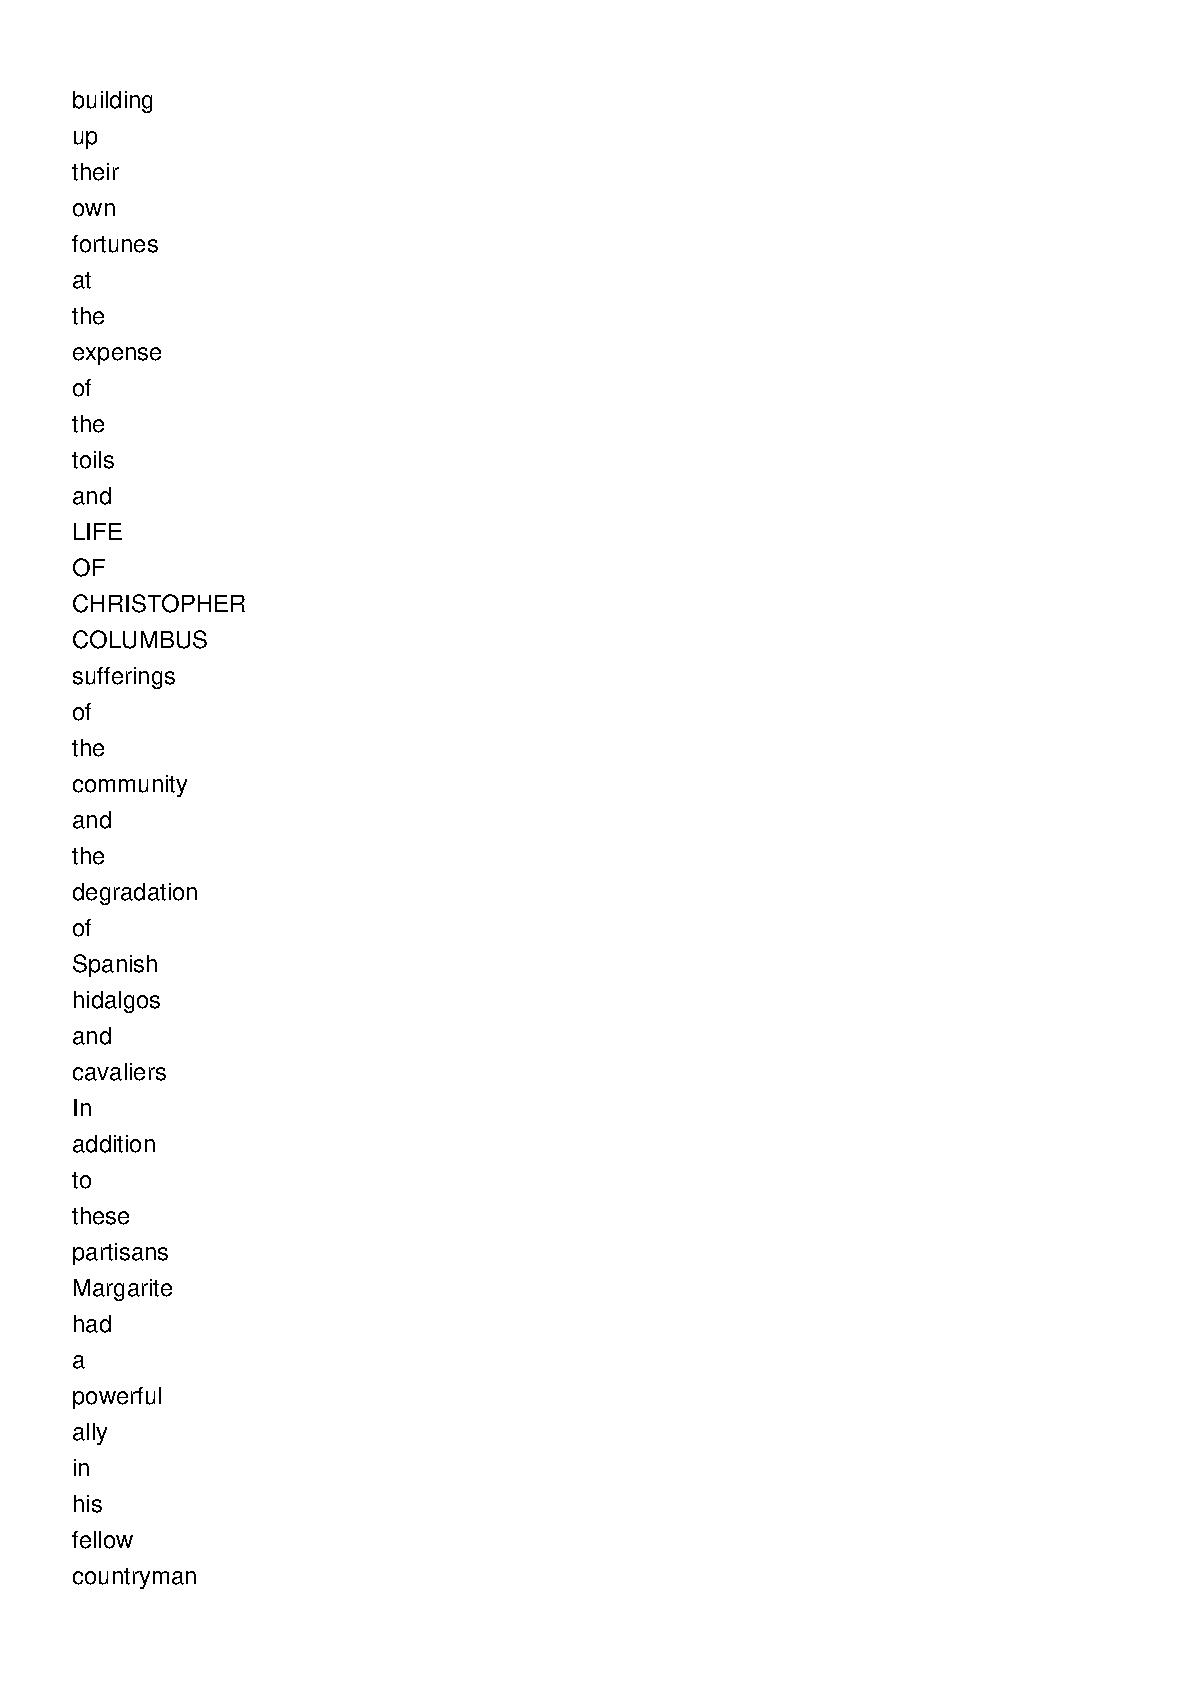 building
up
their
own
fortunes
at
the
expense
of
the
toils
and
LIFE
OF
CHRISTOPHER
COLUMBUS
sufferings
of
the
community
and
the
degradation
of
Spanish
hidalgos
and
cavaliers
In
addition
to
these
partisans
Margarite
had
a
powerful
ally
in
his
fellow
countryman